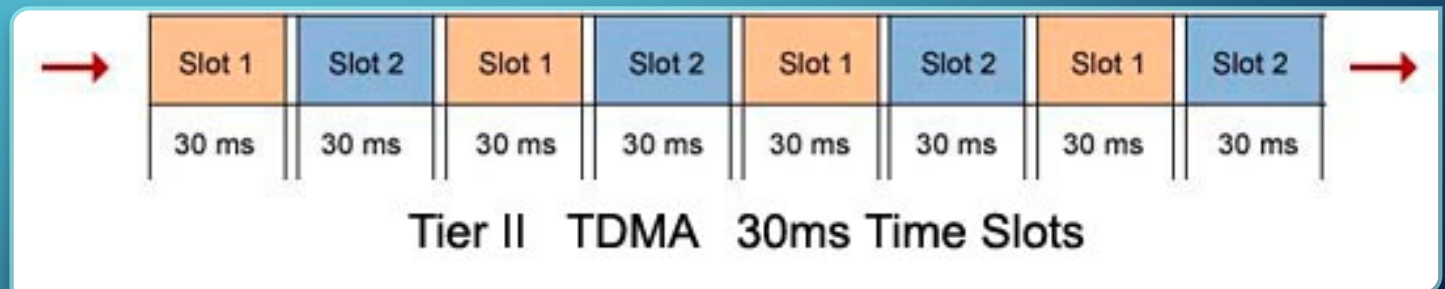 Slot 1 Slot 2 Slot 1 Slot 2 Slot 1 Slot 2 Slot 1 Slot 2
30 ms 30 ms 30 ms 30 ms 30 ms 30 ms 30 ms 30 ms
Tier II TDMA 30ms Time Slots